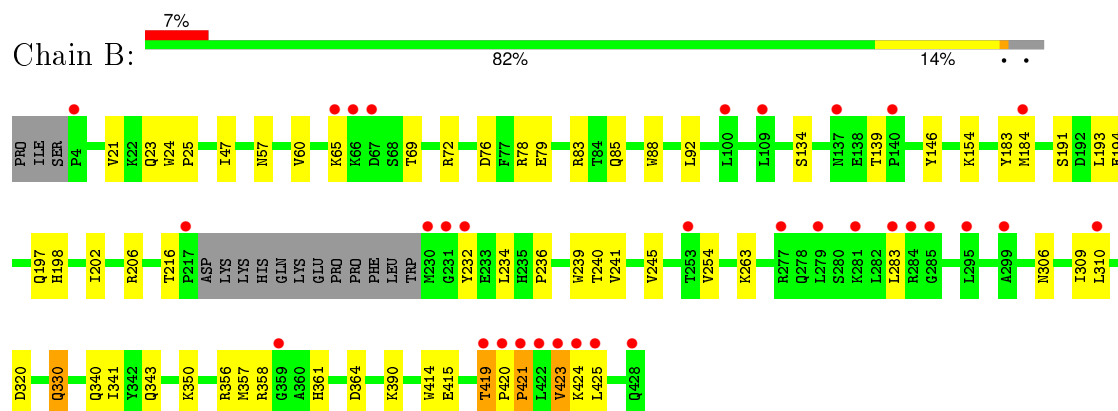 7%
Chain B:
82% 14% • •
PRO ILE SER P4 V21 K22 Q23 W24 P25 I47 N57 V60 K65 K66 D67 S68 T69 R72 D76 F77 R78 E79 R83 T84 Q85 W88 L92 L100 L109 S134 N137 E138 T139 P140 Y146 K154 Y183 M184 S191 D192 L193 E194
Q197 H198 I202 R206 T216 P217 ASP LYS LYS HIS GLN LYS GLU PRO PRO PHE LEU TRP M230 G231 Y232 E233 L234 H235 P236 W239 T240 V241 V245 T253 V254 K263 R277 Q278 L279 S280 K281 L282 L283 R284 G285 L295 A299 N306 I309 L310
D320 Q330 Q340 I341 Y342 Q343 K350 R356 M357 R358 G359 A360 H361 D364 K390 W414 E415 T419 P420 P421 L422 V423 K424 L425 Q428